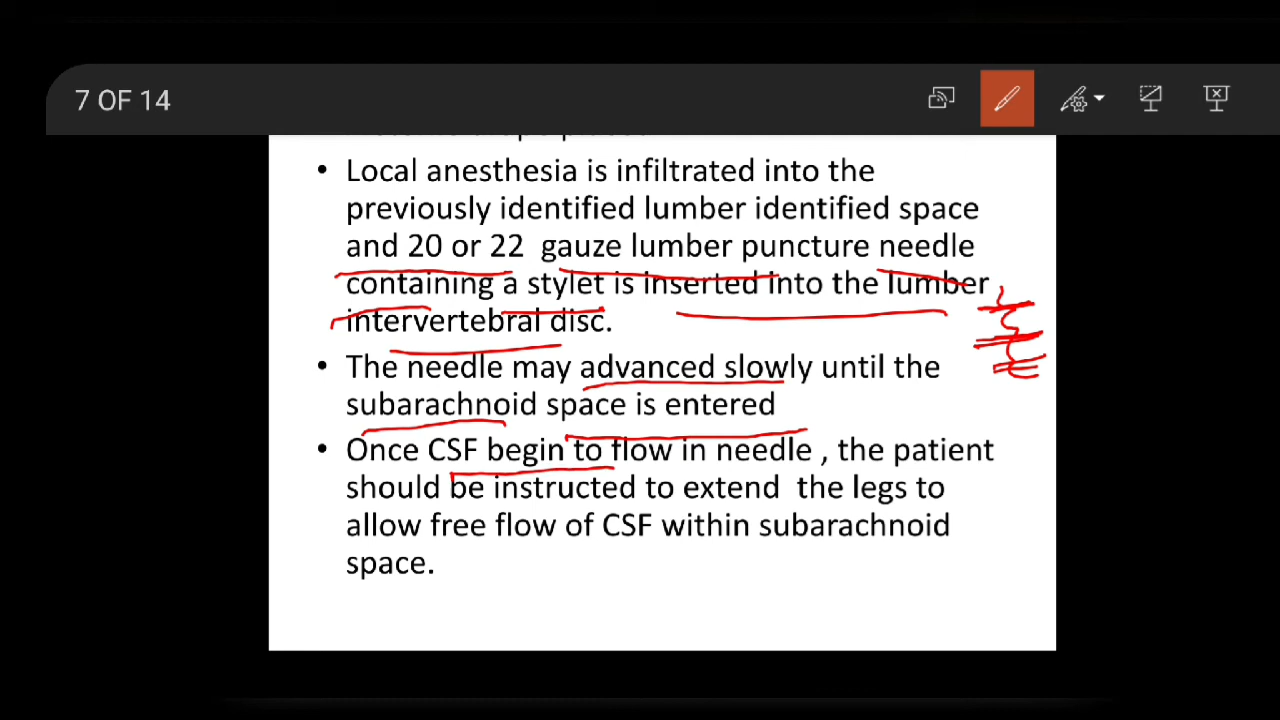 7 OF 14
• Local anesthesia is infiltrated into the
previously identified lumber identified space
and 20 or 22 gauze lumber puncture needle
containing a stylet is inserted into the lumber
intervertebral disc.
• The needle may advanced slowly until the
subarachnoid space is entered
• Once CSF begin to flow in needle , the patient
should be instructed to extend the legs to
allow free flow of CSF within subarachnoid
space.